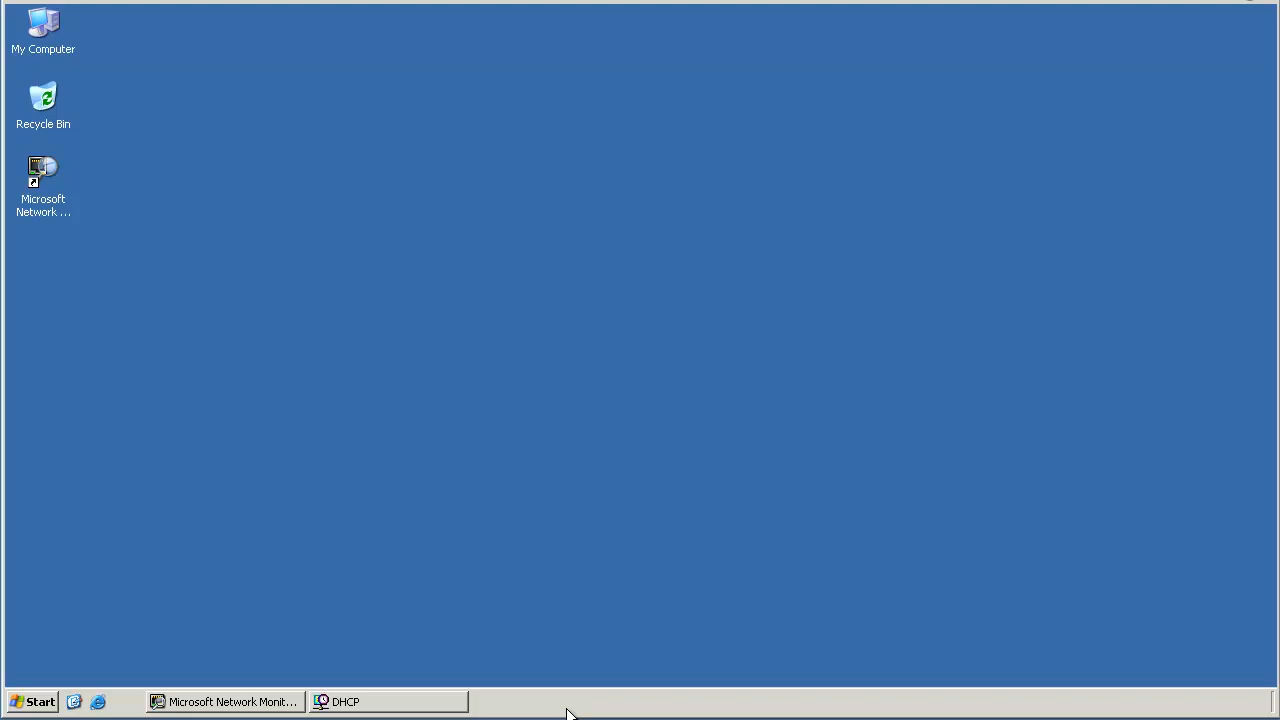 My Computer
Recycle Bin
Microsoft
Network ...
Start
Microsoft Network Monit...
DHCP